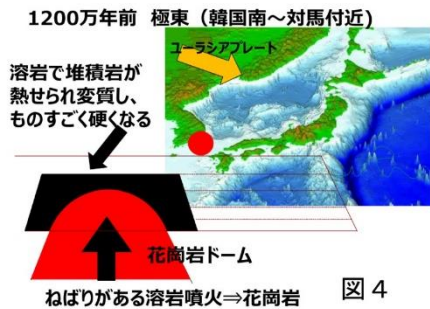 1200万年前 極東（韓国南～対馬付近）
ユーラシアプレート
溶岩で堆積岩が
熱せられ変質し、
ものすごく硬くなる
花崗岩ドーム
ねばりがある溶岩噴火⇒花崗岩
図４